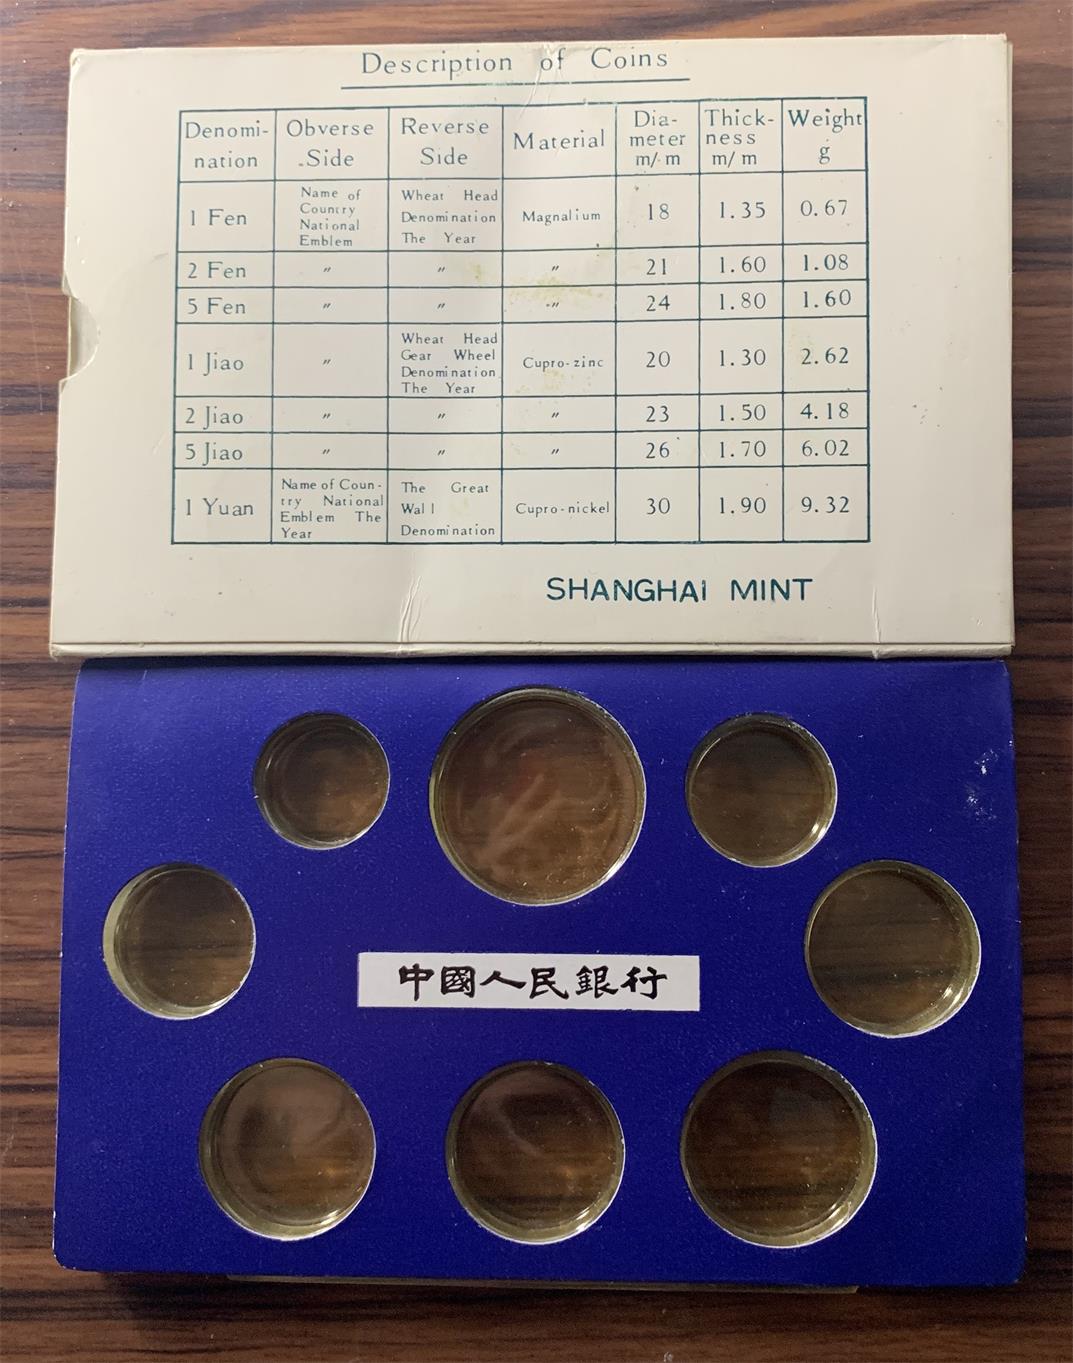 Description of Coins
Denomi-
nation
Obverse
Side
Reverse
Side
Material
Dia-
meter
m/m
Thick-
ness
m/m
Weight
g
1 Fen
Name of
Country
National
Emblem
Wheat Head
Denomination
The Year
Magnalium
18
1.35
0.67
2 Fen
〃
〃
〃
21
1.60
1.08
5 Fen
〃
〃
〃
24
1.80
1.60
1 Jiao
〃
Wheat Head
Gear Wheel
Denomination
The Year
Cupro-zinc
20
1.30
2.62
2 Jiao
〃
〃
〃
23
1.50
4.18
5 Jiao
〃
〃
〃
26
1.70
6.02
1 Yuan
Name of Coun-
try National
Emblem The
Year
The Great
Wall
Denomination
Cupro-nickel
30
1.90
9.32
SHANGHAI MINT
中國人民銀行